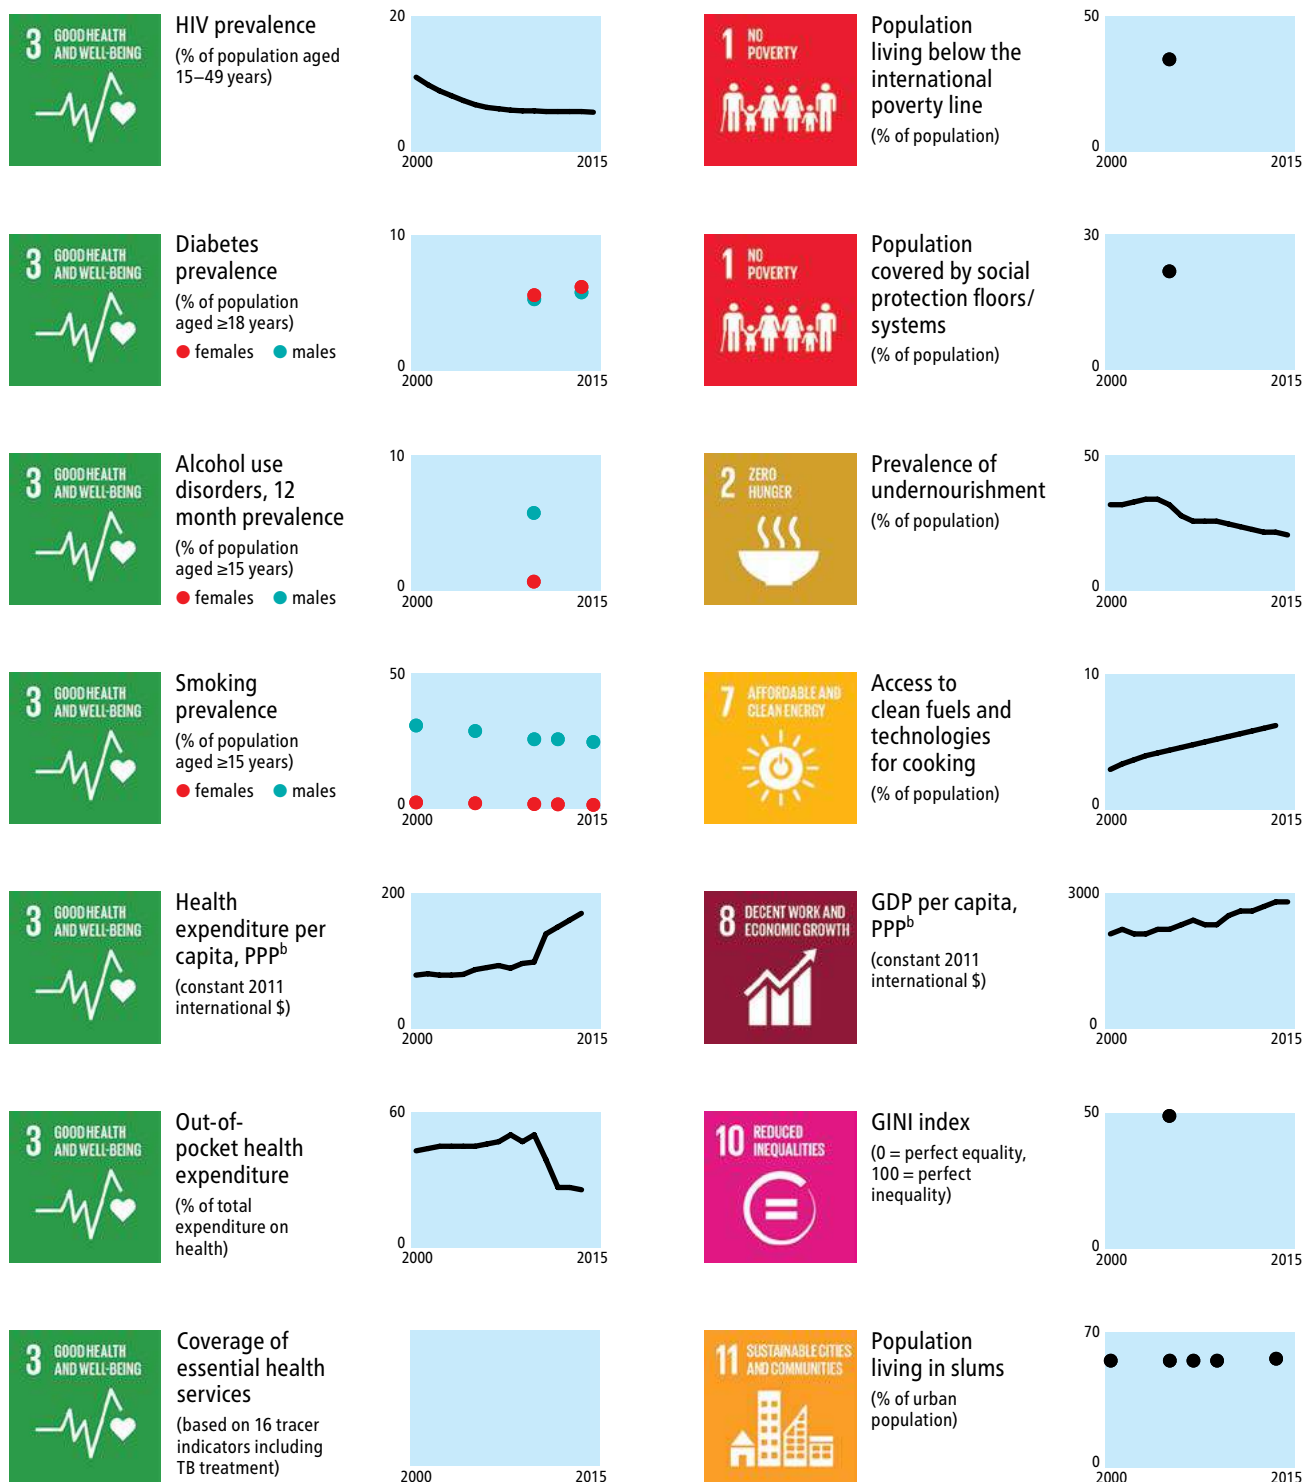 3 GOOD HEALTH
AND WELL-BEING
HIV prevalence
(% of population aged
15–49 years)
20
0
2000 2015
3 GOOD HEALTH
AND WELL-BEING
Diabetes
prevalence
(% of population
aged ≥18 years)
females males
10
0
2000 2015
3 GOOD HEALTH
AND WELL-BEING
Alcohol use
disorders, 12
month prevalence
(% of population
aged ≥15 years)
females males
10
0
2000 2015
3 GOOD HEALTH
AND WELL-BEING
Smoking
prevalence
(% of population
aged ≥15 years)
females males
50
0
2000 2015
3 GOOD HEALTH
AND WELL-BEING
Health
expenditure per
capita, PPPb
(constant 2011
international $)
200
0
2000 2015
3 GOOD HEALTH
AND WELL-BEING
Out-of-
pocket health
expenditure
(% of total
expenditure on
health)
60
0
2000 2015
3 GOOD HEALTH
AND WELL-BEING
Coverage of
essential health
services
(based on 16 tracer
indicators including
TB treatment)
2000 2015
1 NO
POVERTY
Population
living below the
international
poverty line
(% of population)
50
0
2000 2015
1 NO
POVERTY
Population
covered by social
protection floors/
systems
(% of population)
30
0
2000 2015
2 ZERO
HUNGER
Prevalence of
undernourishment
(% of population)
50
0
2000 2015
7 AFFORDABLE AND
CLEAN ENERGY
Access to
clean fuels and
technologies
for cooking
(% of population)
10
0
2000 2015
8 DECENT WORK AND
ECONOMIC GROWTH
GDP per capita,
PPPb
(constant 2011
international $)
3000
0
2000 2015
10 REDUCED
INEQUALITIES
GINI index
(0 = perfect equality,
100 = perfect
inequality)
50
0
2000 2015
11 SUSTAINABLE CITIES
AND COMMUNITIES
Population
living in slums
(% of urban
population)
70
0
2000 2015